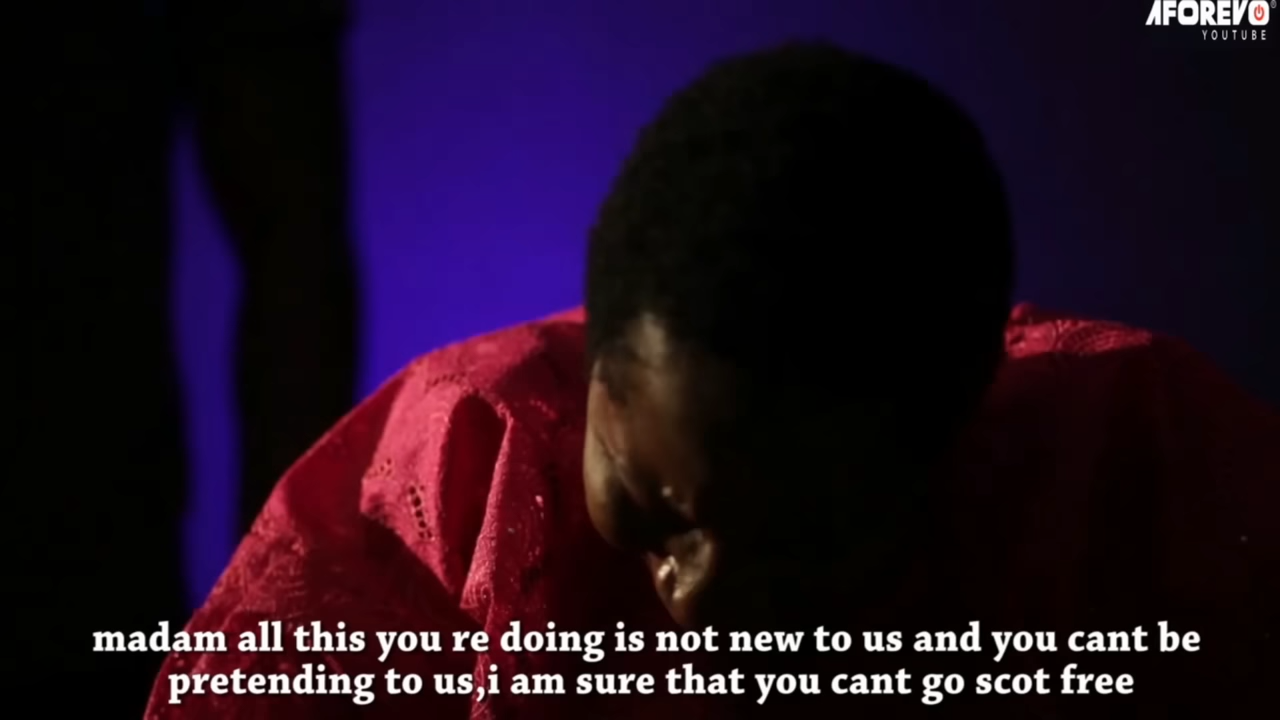 AFOREVO
YOUTUBE
madam all this you re doing is not new to us and you cant be
pretending to us,i am sure that you cant go scot free